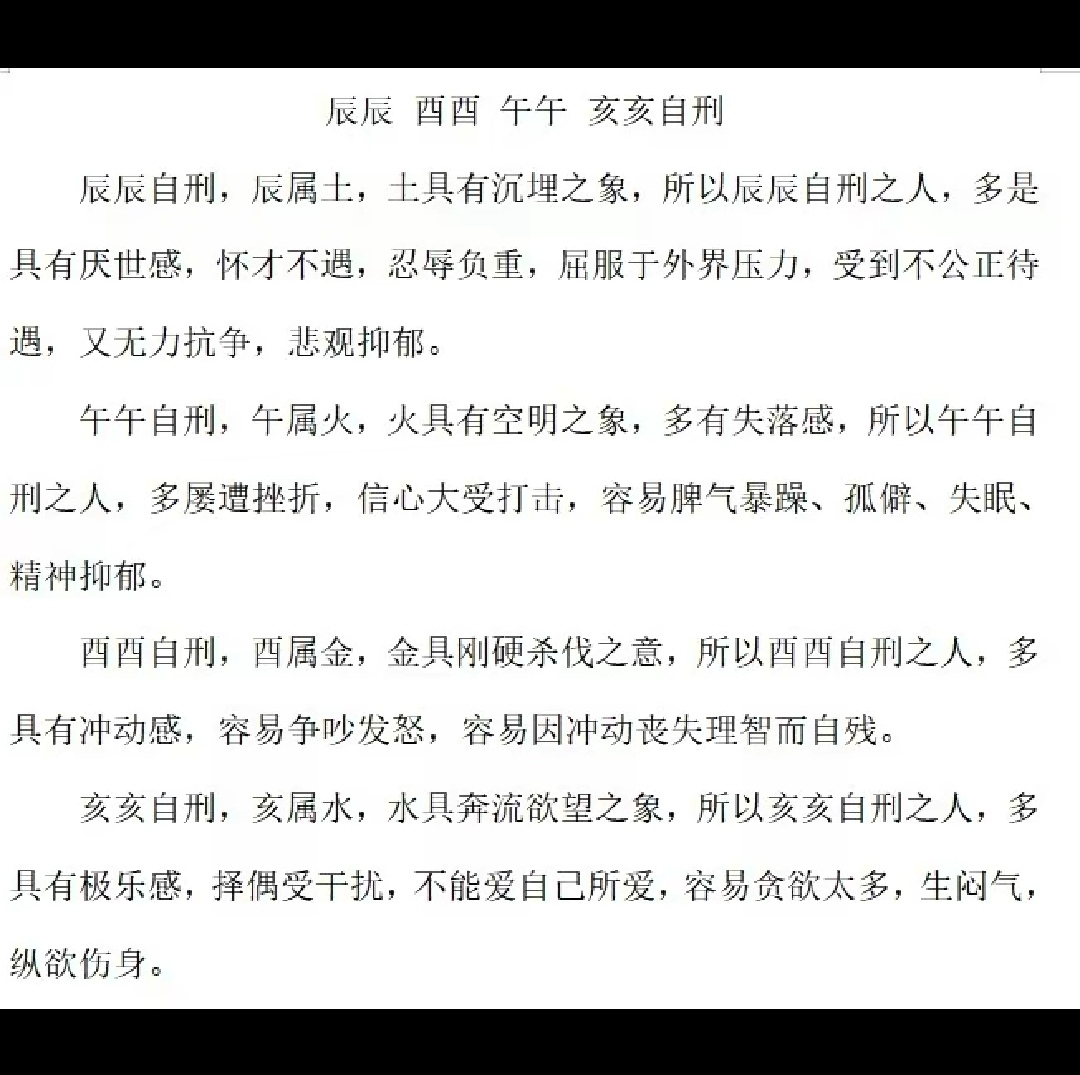 辰辰 酉酉 午午 亥亥自刑
辰辰自刑，辰属土，土具有沉埋之象，所以辰辰自刑之人，多是
具有厌世感，怀才不遇，忍辱负重，屈服于外界压力，受到不公正待
遇，又无力抗争，悲观抑郁。
午午自刑，午属火，火具有空明之象，多有失落感，所以午午自
刑之人，多屡遭挫折，信心大受打击，容易脾气暴躁、孤僻、失眠、
精神抑郁。
酉酉自刑，酉属金，金具刚硬杀伐之意，所以酉酉自刑之人，多
具有冲动感，容易争吵发怒，容易因冲动丧失理智而自残。
亥亥自刑，亥属水，水具奔流欲望之象，所以亥亥自刑之人，多
具有极乐感，择偶受干扰，不能爱自己所爱，容易贪欲太多，生闷气，
纵欲伤身。